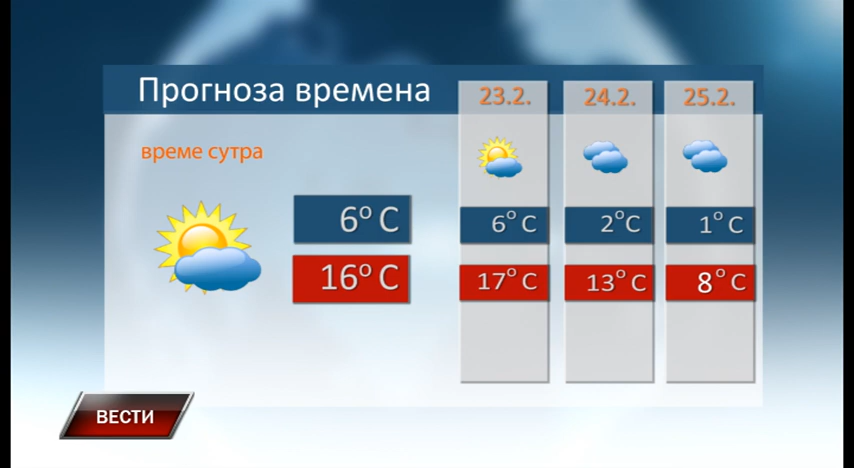 Прогноза времена
23.2.
24.2.
25.2.
време сутра
6° C
16° C
6° C
2°C
1° C
17° C
13° C
8° C
ВЕСТИ